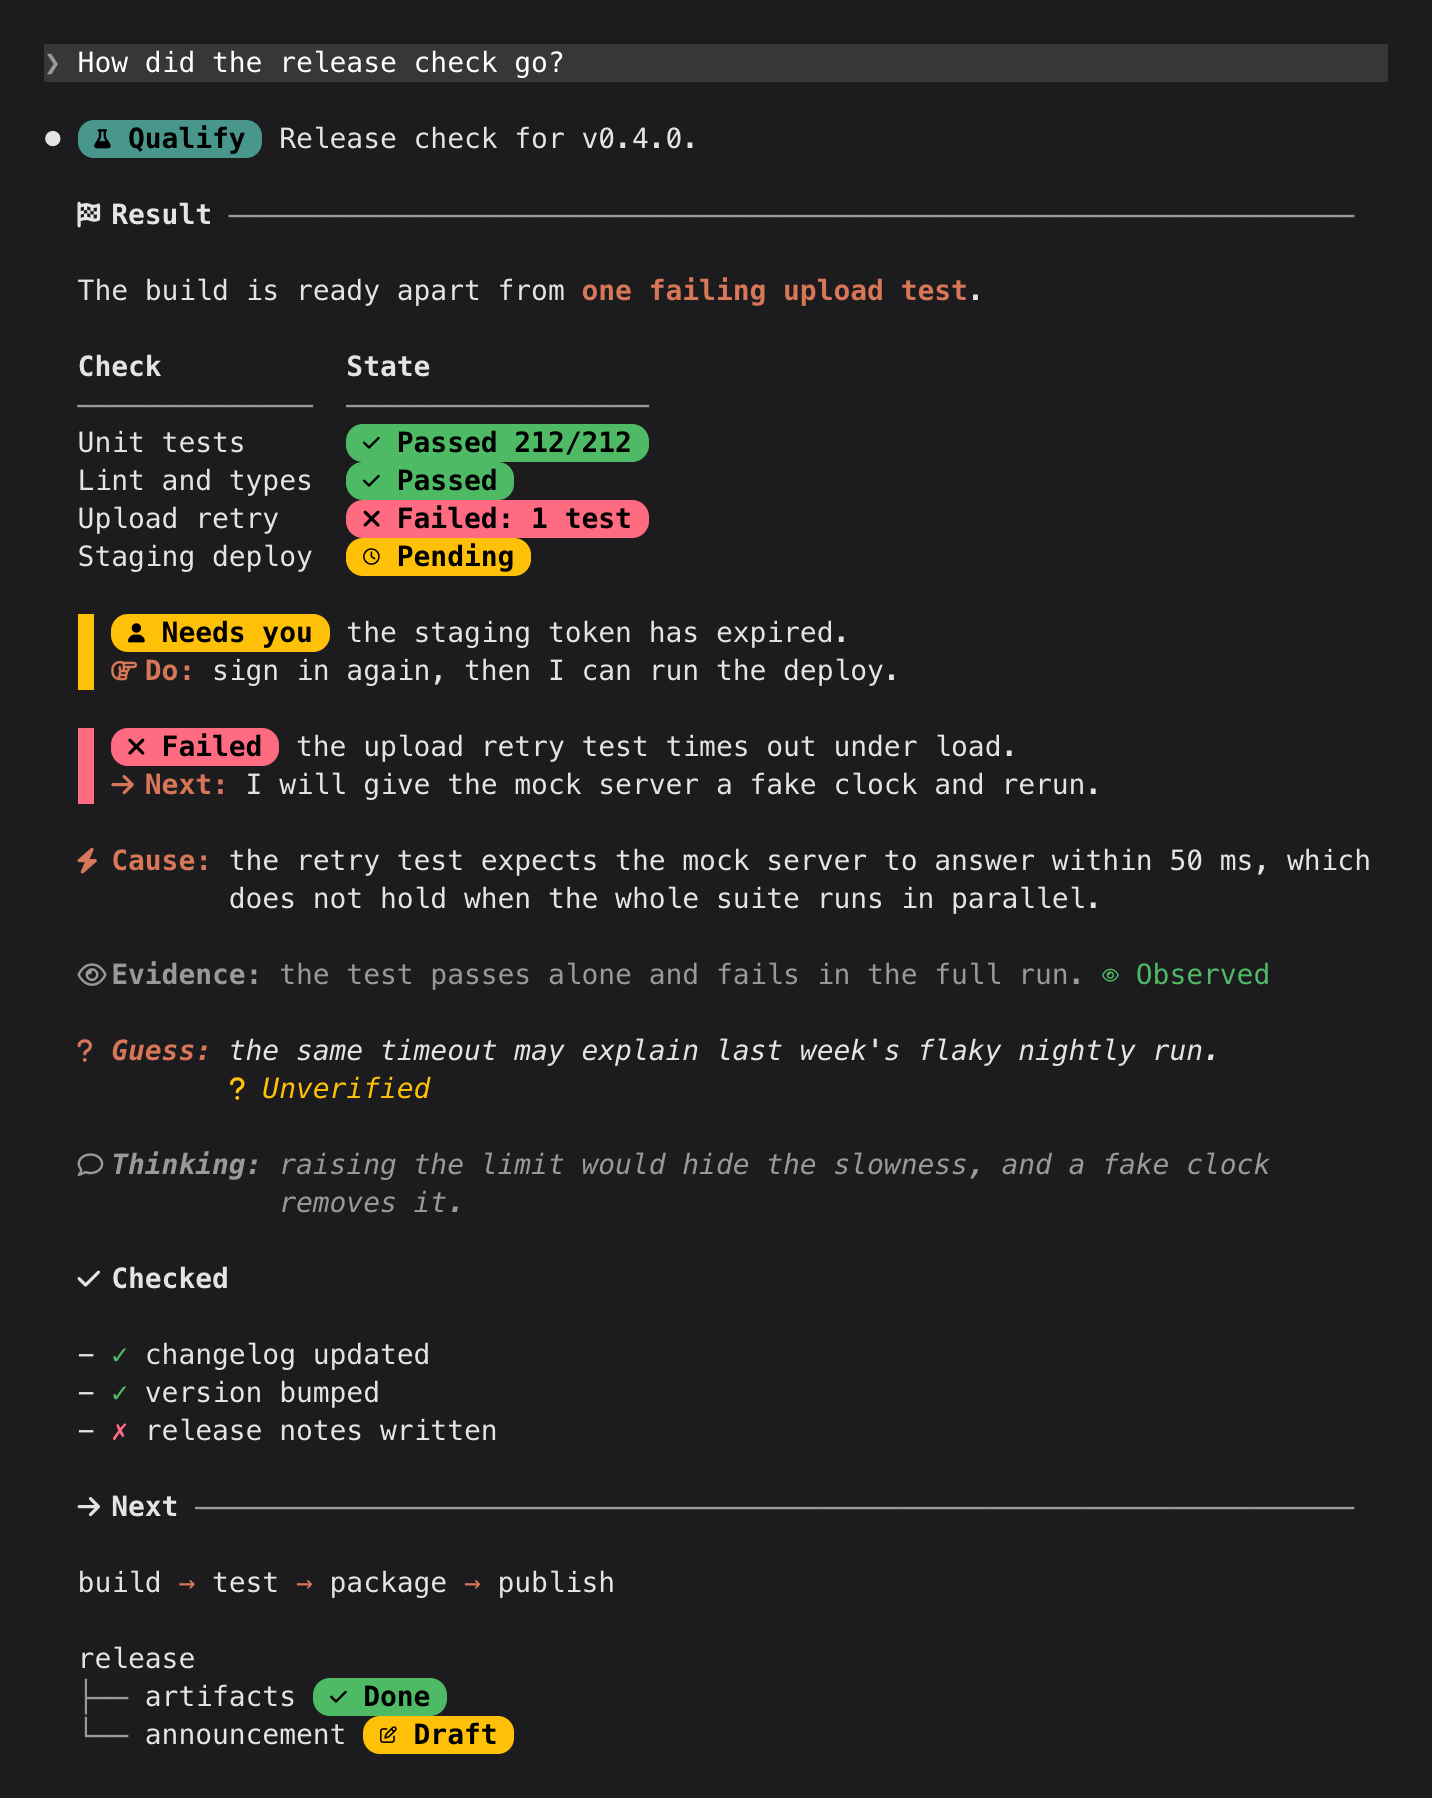 ❯ How did the release check go?
● Qualify Release check for v0.4.0.
Result
The build is ready apart from one failing upload test.
Check State
Unit tests ✓ Passed 212/212
Lint and types ✓ Passed
Upload retry ✕ Failed: 1 test
Staging deploy Pending
Needs you the staging token has expired.
Do: sign in again, then I can run the deploy.
✕ Failed the upload retry test times out under load.
→ Next: I will give the mock server a fake clock and rerun.
Cause: the retry test expects the mock server to answer within 50 ms, which
does not hold when the whole suite runs in parallel.
Evidence: the test passes alone and fails in the full run. Observed
? Guess: the same timeout may explain last week's flaky nightly run.
? Unverified
Thinking: raising the limit would hide the slowness, and a fake clock
removes it.
✓ Checked
– ✓ changelog updated
– ✓ version bumped
– ✗ release notes written
→ Next
build → test → package → publish
release
├── artifacts ✓ Done
└── announcement Draft